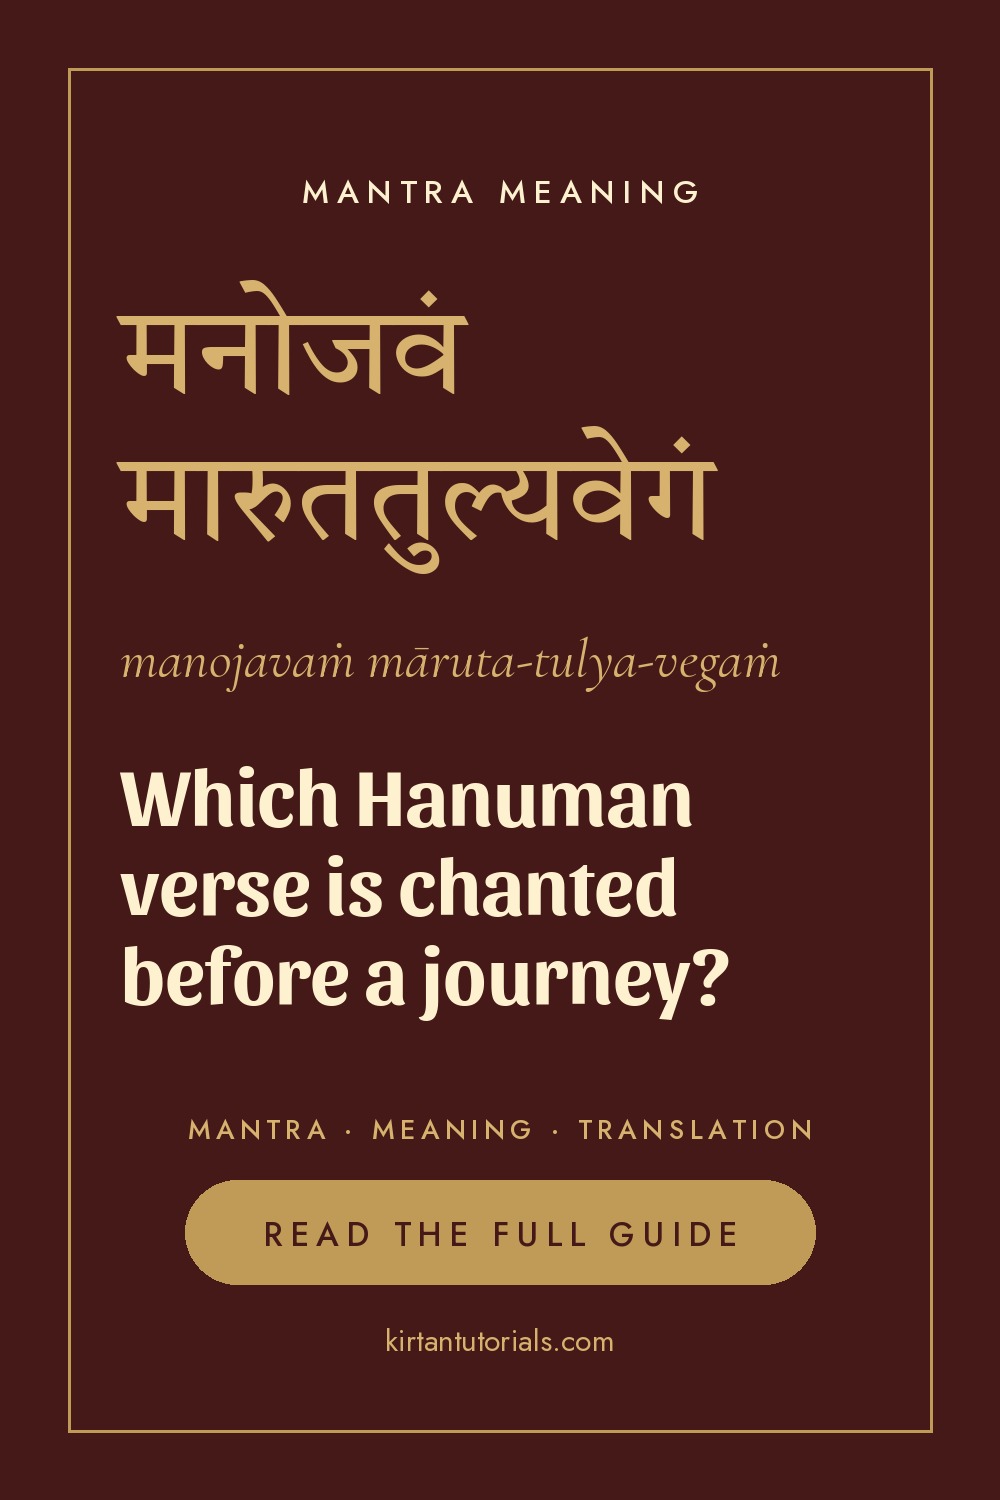 MANTRA MEANING
मनोजवं
मारुततुल्यवेगं
manojavaṁ māruta-tulya-vegaṁ
Which Hanuman
verse is chanted
before a journey?
MANTRA · MEANING · TRANSLATION
READ THE FULL GUIDE
kirtantutorials.com